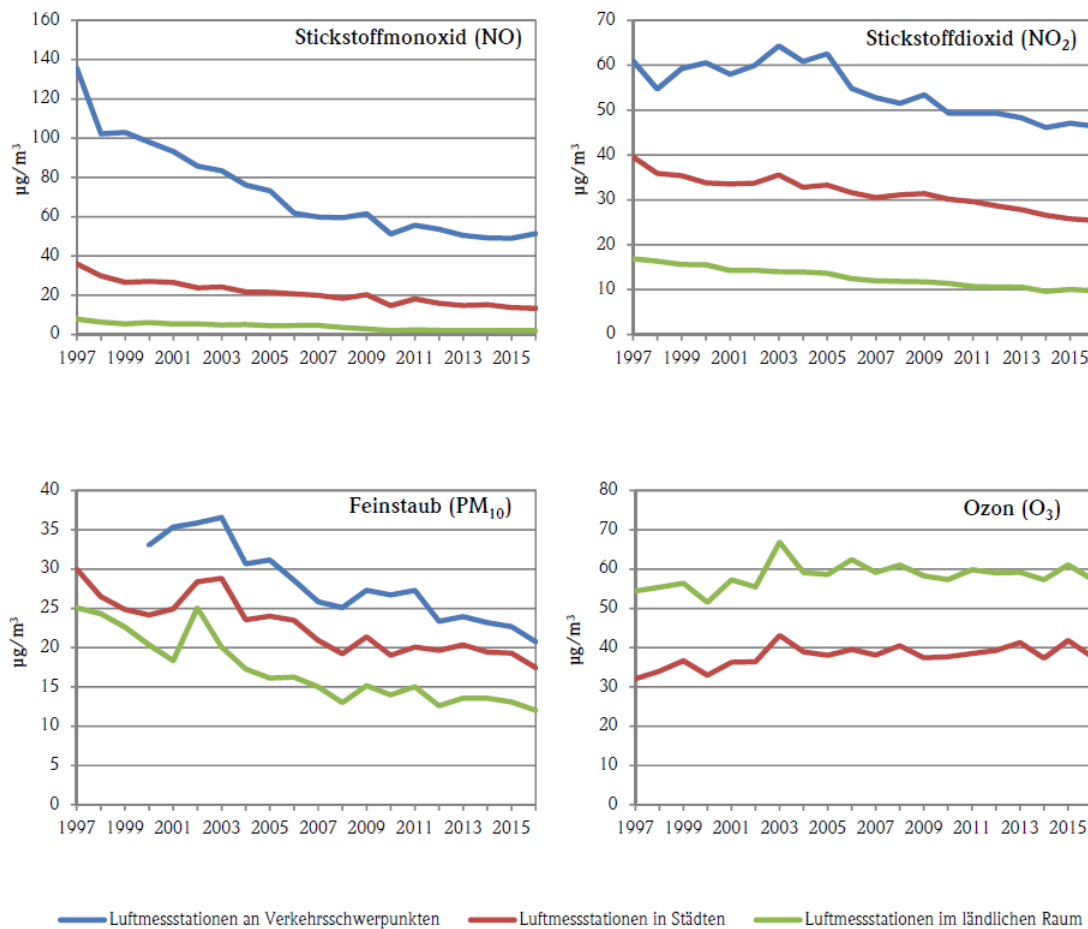 Stickstoffmonoxid (NO)
160
140
120
100
80
60
40
20
0
µg/m³
1997 1999 2001 2003 2005 2007 2009 2011 2013 2015
Stickstoffdioxid (NO₂)
70
60
50
40
30
20
10
0
µg/m³
1997 1999 2001 2003 2005 2007 2009 2011 2013 2015
Feinstaub (PM₁₀)
40
35
30
25
20
15
10
5
0
µg/m³
1997 1999 2001 2003 2005 2007 2009 2011 2013 2015
Ozon (O₃)
80
70
60
50
40
30
20
10
0
µg/m³
1997 1999 2001 2003 2005 2007 2009 2011 2013 2015
Luftmessstationen an Verkehrsschwerpunkten Luftmessstationen in Städten Luftmessstationen im ländlichen Raum